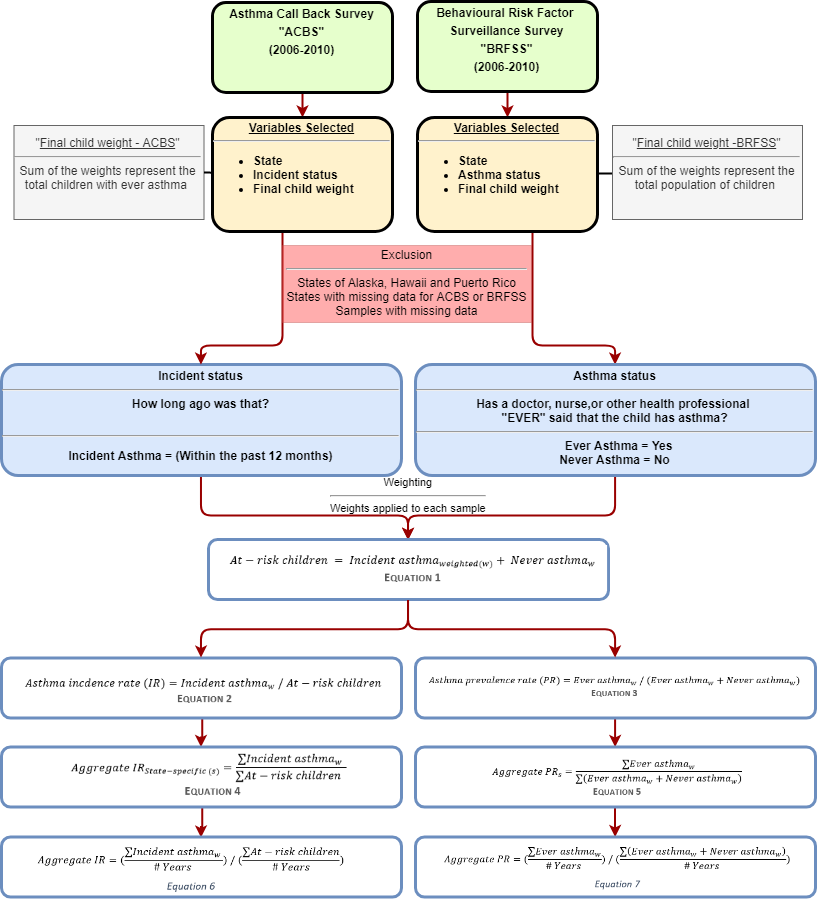 Asthma Call Back Survey
"ACBS"
(2006-2010)
Behavioural Risk Factor
Surveillance Survey
"BRFSS"
(2006-2010)
"Final child weight - ACBS"
Sum of the weights represent the
total children with ever asthma
Variables Selected
• State
• Incident status
• Final child weight
Variables Selected
• State
• Asthma status
• Final child weight
"Final child weight -BRFSS"
Sum of the weights represent the
total population of children
Exclusion
States of Alaska, Hawaii and Puerto Rico
States with missing data for ACBS or BRFSS
Samples with missing data
Incident status
How long ago was that?
Incident Asthma = (Within the past 12 months)
Asthma status
Has a doctor, nurse,or other health professional
"EVER" said that the child has asthma?
Ever Asthma = Yes
Never Asthma = No
Weighting
Weights applied to each sample
At − risk children = Incident asthma_weighted(w) + Never asthma_w
EQUATION 1
Asthma incdence rate (IR) = Incident asthma_w / At − risk children
EQUATION 2
Asthma prevalence rate (PR) = Ever asthma_w / (Ever asthma_w + Never asthma_w)
EQUATION 3
Aggregate IR_State−specific (s) = ∑Incident asthma_w / ∑At − risk children
EQUATION 4
Aggregate PR_s = ∑Ever asthma_w / ∑(Ever asthma_w + Never asthma_w)
EQUATION 5
Aggregate IR = (∑Incident asthma_w / # Years) / (∑At − risk children / # Years)
Equation 6
Aggregate PR = (∑Ever asthma_w / # Years) / (∑(Ever asthma_w + Never asthma_w) / # Years)
Equation 7